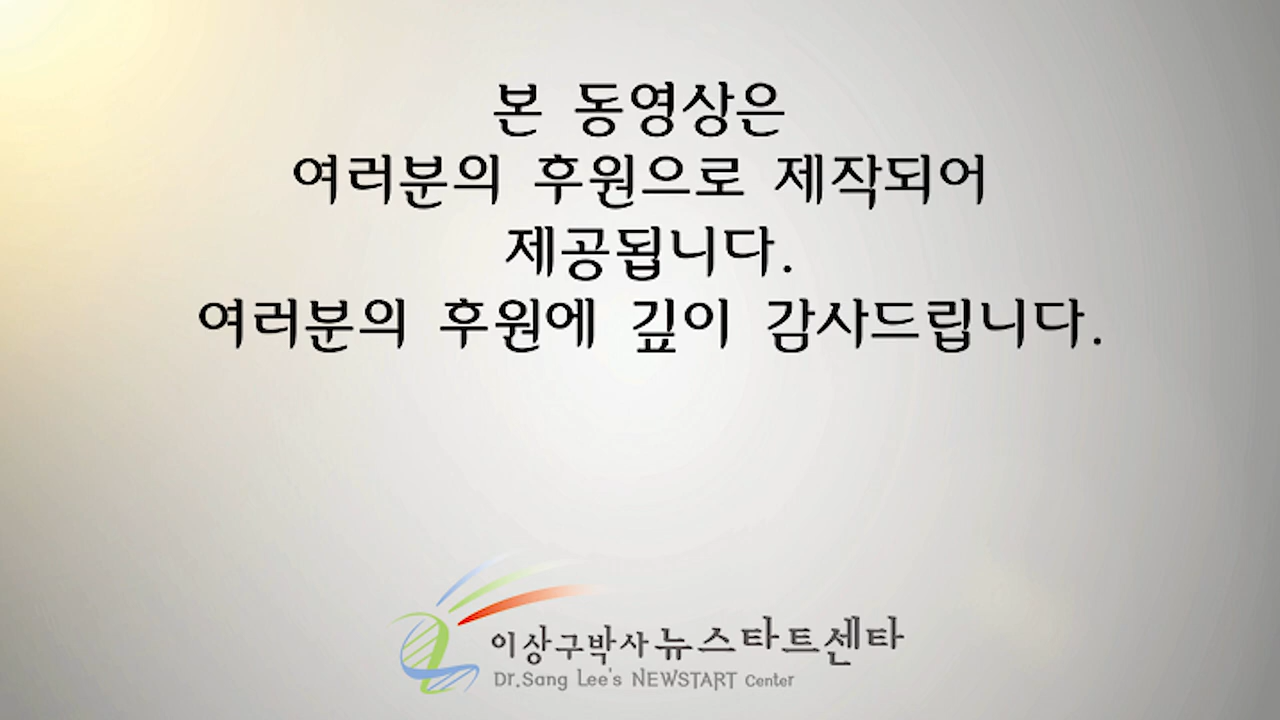 본 동영상은
여러분의 후원으로 제작되어
제공됩니다.
여러분의 후원에 깊이 감사드립니다.
이상구박사 뉴스타트센타
Dr.Sang Lee's NEWSTART Center